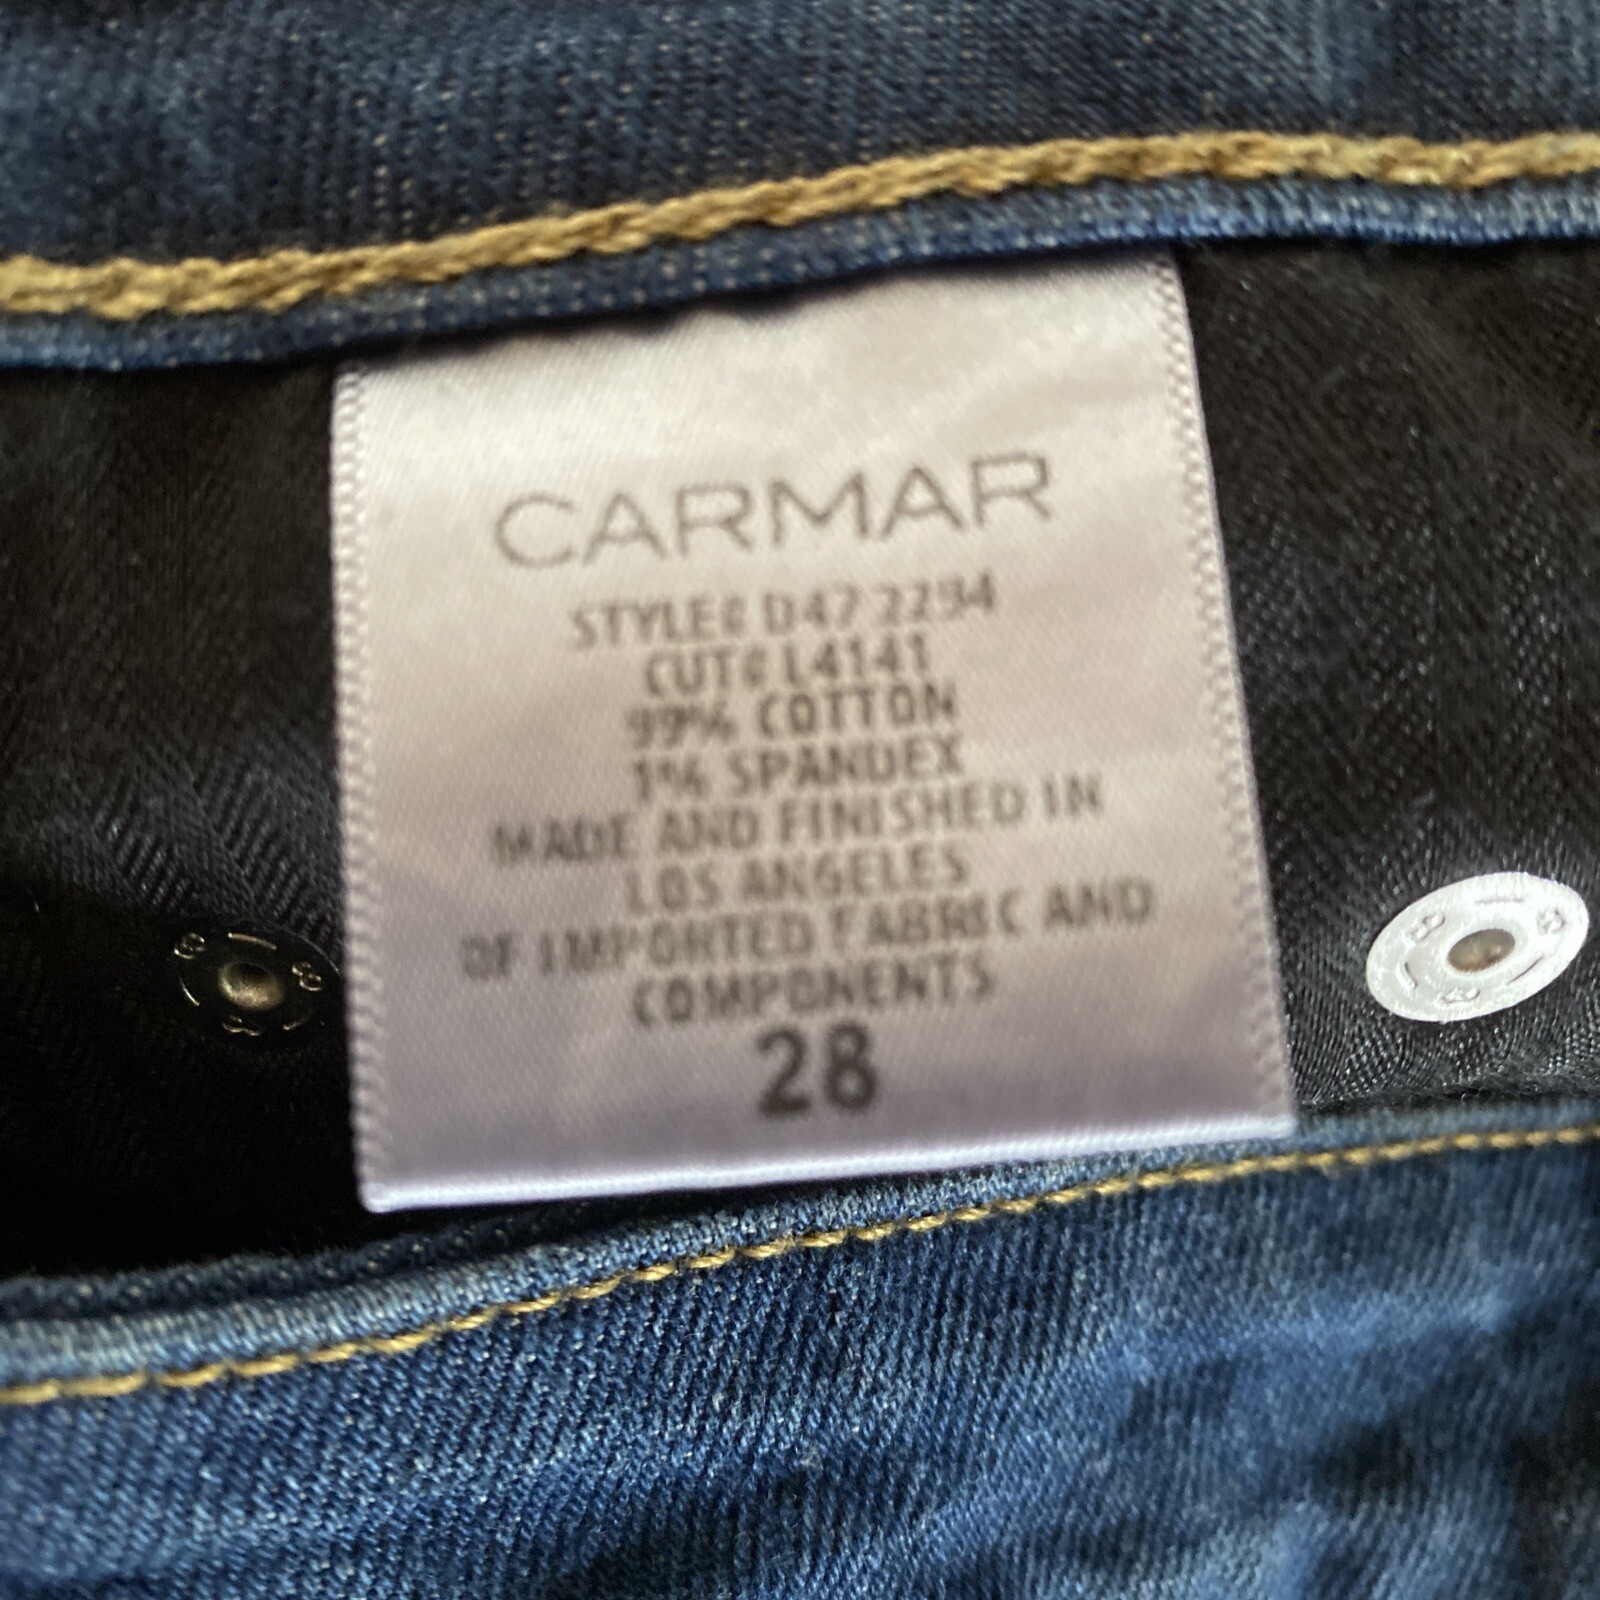 CARMAR
STYLE# D47 2294
CUT# L4141
99% COTTON
1% SPANDEX
MADE AND FINISHED IN
LOS ANGELES
OF IMPORTED FABRIC AND
COMPONENTS
28